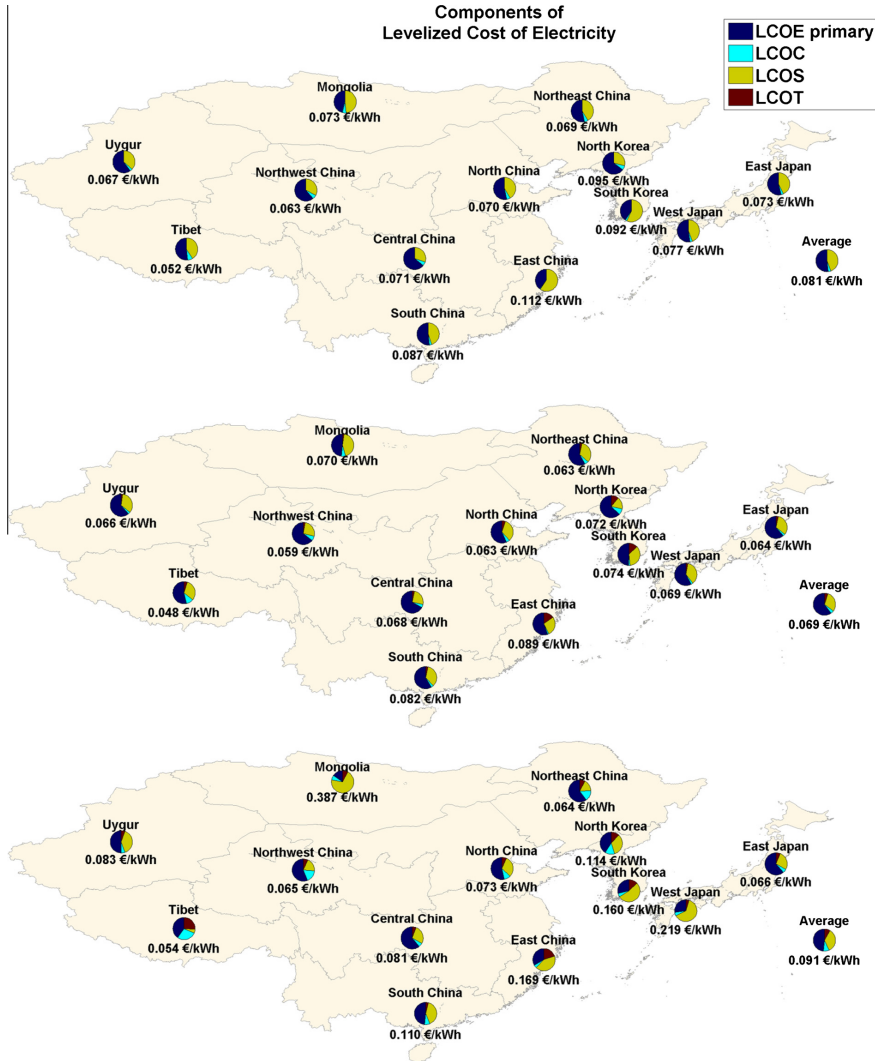 Components of
Levelized Cost of Electricity
LCOE primary
LCOC
LCOS
LCOT
Mongolia
0.073 €/kWh
Northeast China
0.069 €/kWh
Uygur
0.067 €/kWh
Northwest China
0.063 €/kWh
North China
0.070 €/kWh
North Korea
0.095 €/kWh
South Korea
0.092 €/kWh
East Japan
0.073 €/kWh
West Japan
0.077 €/kWh
Tibet
0.052 €/kWh
Central China
0.071 €/kWh
East China
0.112 €/kWh
Average
0.081 €/kWh
South China
0.087 €/kWh
Mongolia
0.070 €/kWh
Northeast China
0.063 €/kWh
Uygur
0.066 €/kWh
Northwest China
0.059 €/kWh
North China
0.063 €/kWh
North Korea
0.072 €/kWh
South Korea
0.074 €/kWh
East Japan
0.064 €/kWh
West Japan
0.069 €/kWh
Tibet
0.048 €/kWh
Central China
0.068 €/kWh
East China
0.089 €/kWh
Average
0.069 €/kWh
South China
0.082 €/kWh
Mongolia
0.387 €/kWh
Northeast China
0.064 €/kWh
Uygur
0.083 €/kWh
Northwest China
0.065 €/kWh
North China
0.073 €/kWh
North Korea
0.114 €/kWh
South Korea
0.160 €/kWh
East Japan
0.066 €/kWh
West Japan
0.219 €/kWh
Tibet
0.054 €/kWh
Central China
0.081 €/kWh
East China
0.169 €/kWh
Average
0.091 €/kWh
South China
0.110 €/kWh